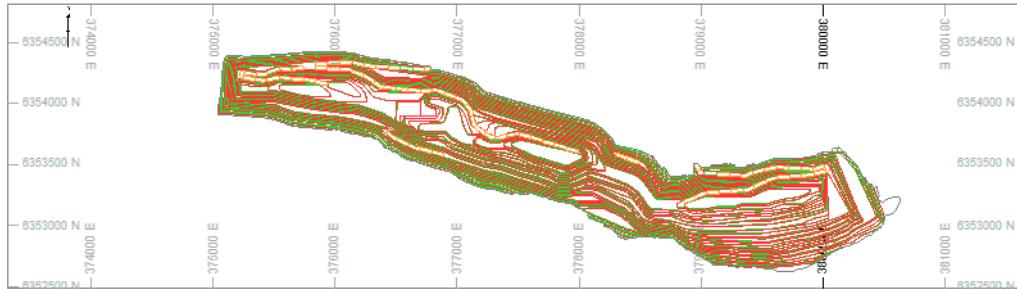 374000 E
375000 E
376000 E
377000 E
378000 E
379000 E
380000 E
381000 E
6354500 N
6354500 N
6354000 N
6354000 N
6353500 N
6353500 N
6353000 N
6353000 N
6352500 N
6352500 N
374000 E
375000 E
376000 E
377000 E
378000 E
379000 E
381000 E